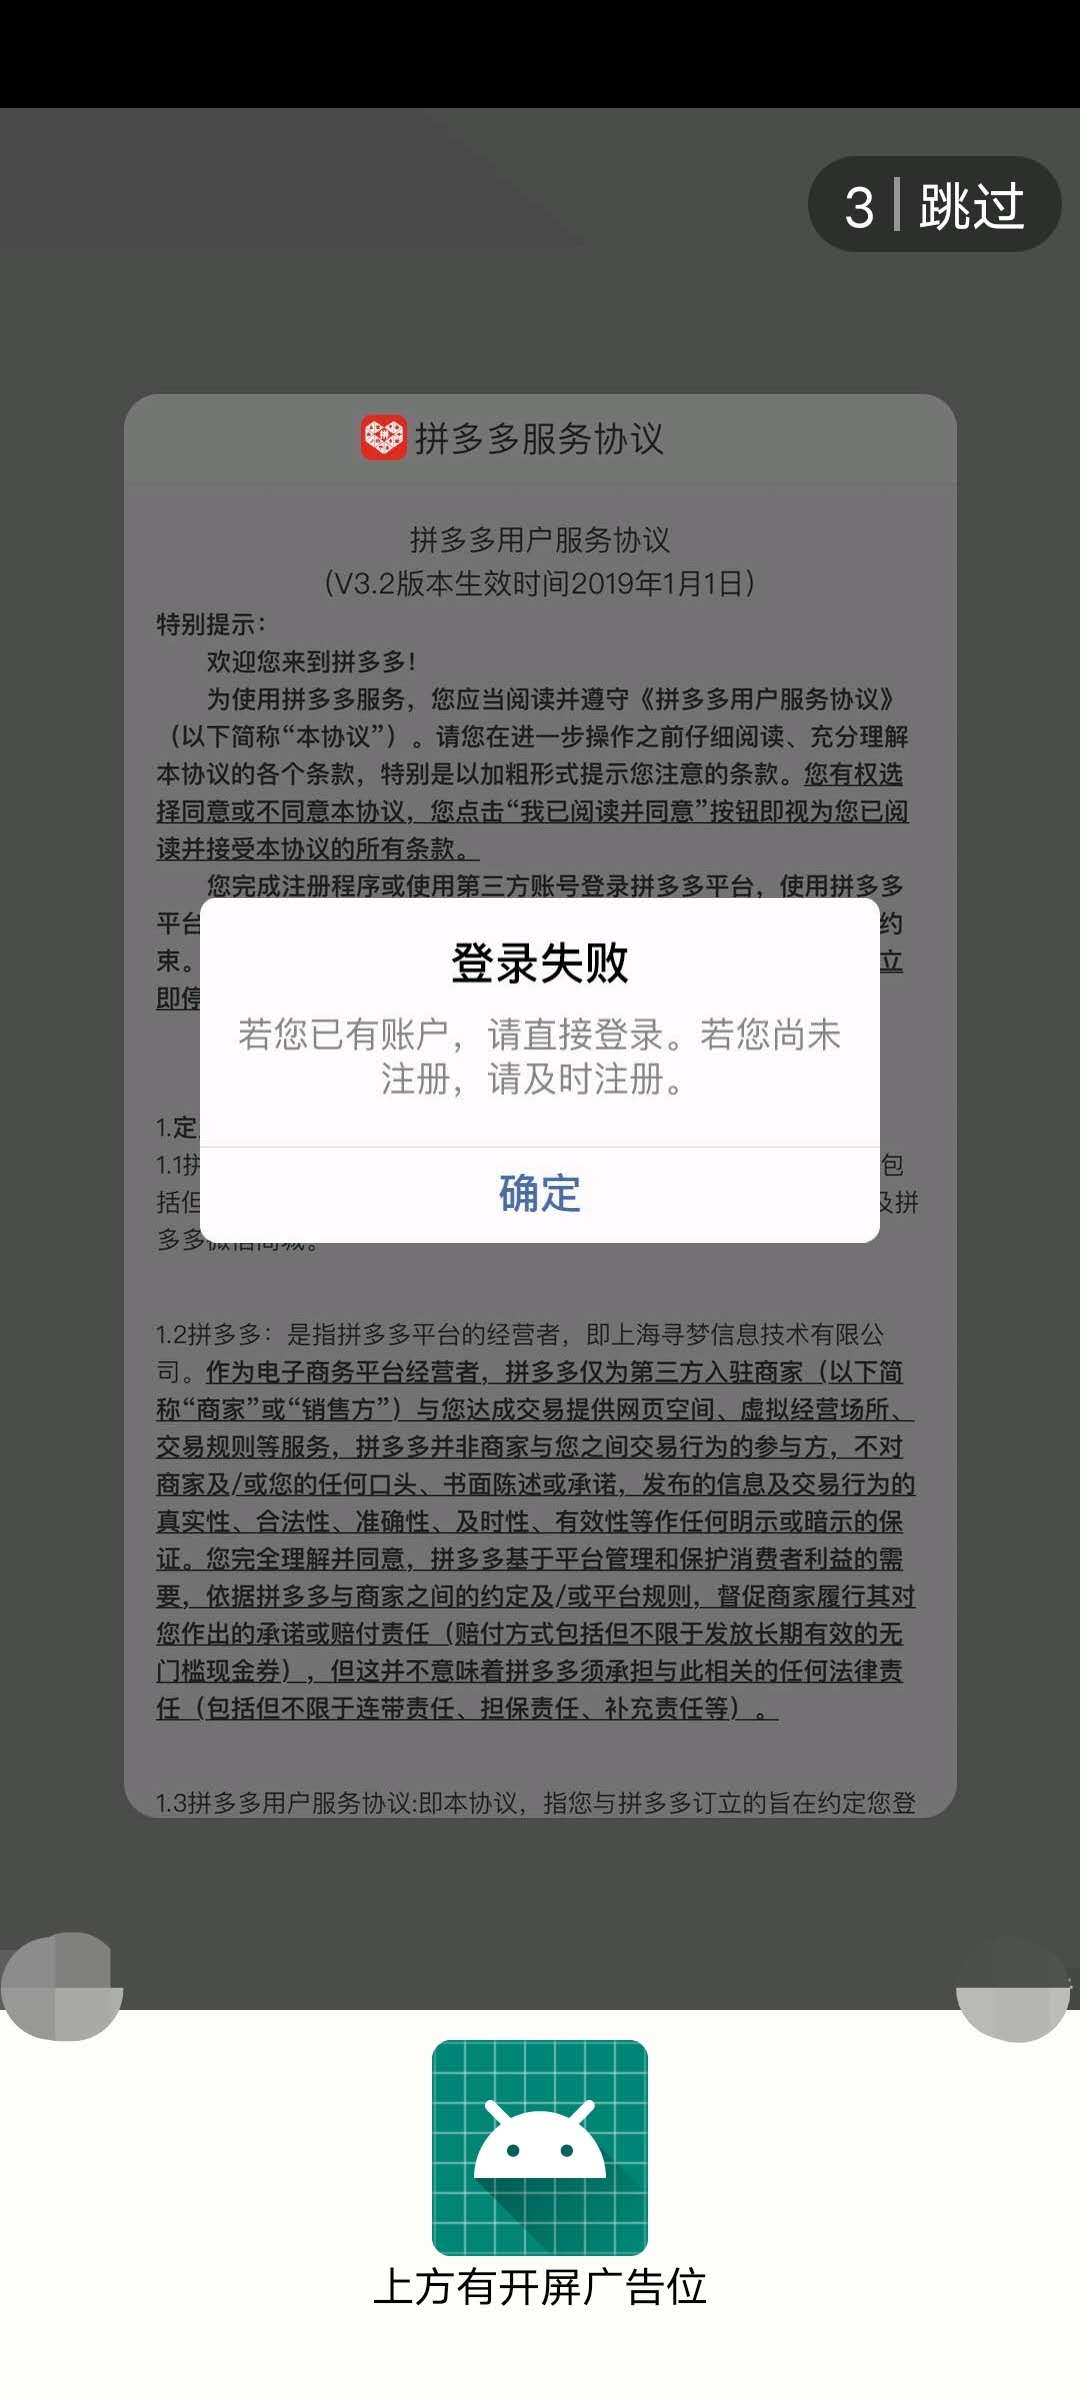 3 | 跳过
拼多多服务协议
拼多多用户服务协议
（V3.2版本生效时间2019年1月1日）
特别提示：
欢迎您来到拼多多！
为使用拼多多服务，您应当阅读并遵守《拼多多用户服务协议》
（以下简称“本协议”）。请您在进一步操作之前仔细阅读、充分理解
本协议的各个条款，特别是以加粗形式提示您注意的条款。您有权选
择同意或不同意本协议，您点击“我已阅读并同意”按钮即视为您已阅
读并接受本协议的所有条款。
您完成注册程序或使用第三方账号登录拼多多平台，使用拼多多
平台 约
束。 立
即停
登录失败
若您已有账户，请直接登录。若您尚未
注册，请及时注册。
确定
1.定
1.1拼 包
括但 及拼
多多微信商城。
1.2拼多多：是指拼多多平台的经营者，即上海寻梦信息技术有限公
司。作为电子商务平台经营者，拼多多仅为第三方入驻商家（以下简
称“商家”或“销售方”）与您达成交易提供网页空间、虚拟经营场所、
交易规则等服务，拼多多并非商家与您之间交易行为的参与方，不对
商家及/或您的任何口头、书面陈述或承诺，发布的信息及交易行为的
真实性、合法性、准确性、及时性、有效性等作任何明示或暗示的保
证。您完全理解并同意，拼多多基于平台管理和保护消费者利益的需
要，依据拼多多与商家之间的约定及/或平台规则，督促商家履行其对
您作出的承诺或赔付责任（赔付方式包括但不限于发放长期有效的无
门槛现金券），但这并不意味着拼多多须承担与此相关的任何法律责
任（包括但不限于连带责任、担保责任、补充责任等）。
1.3拼多多用户服务协议:即本协议，指您与拼多多订立的旨在约定您登
上方有开屏广告位